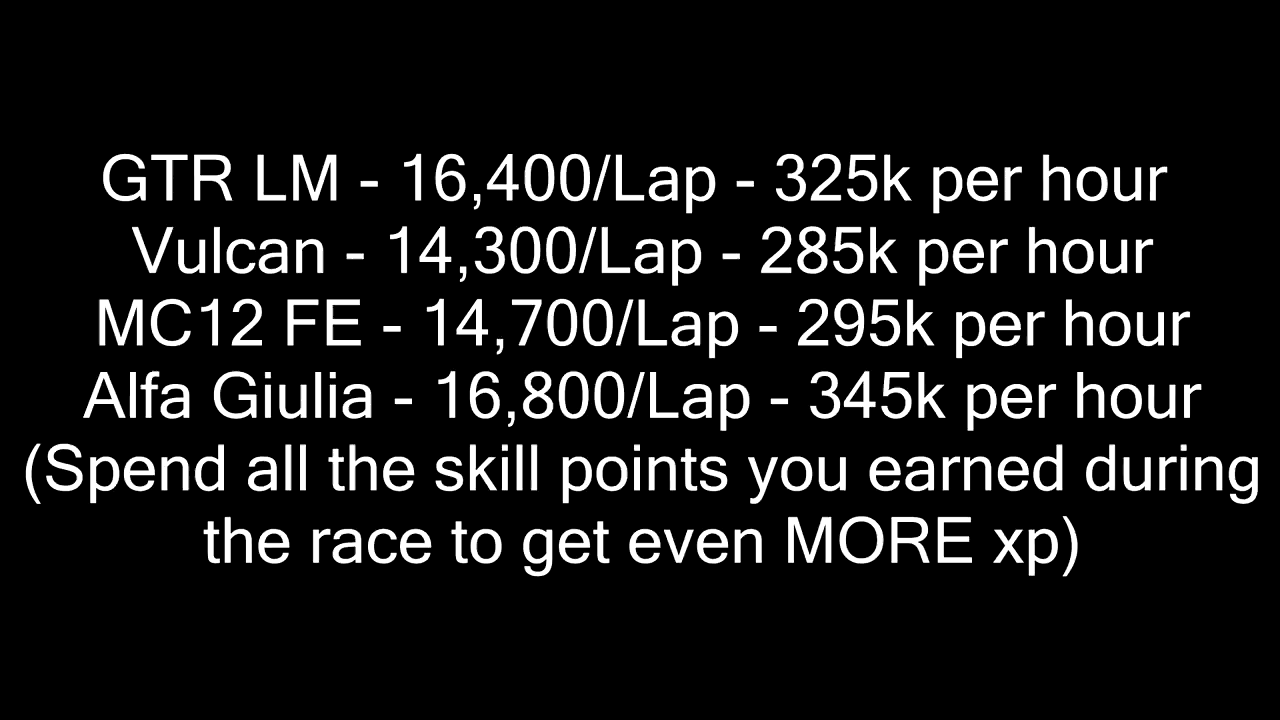 GTR LM - 16,400/Lap - 325k per hour
Vulcan - 14,300/Lap - 285k per hour
MC12 FE - 14,700/Lap - 295k per hour
Alfa Giulia - 16,800/Lap - 345k per hour
(Spend all the skill points you earned during
the race to get even MORE xp)